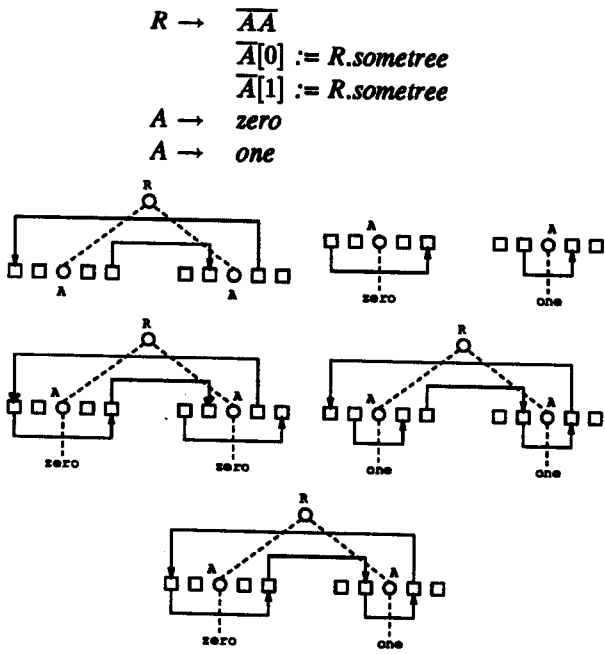 R → A̅A̅
A̅[0] := R.sometree
A̅[1] := R.sometree
A → zero
A → one
R
A A
A
zero
A
one
R
A A
zero zero
R
A A
one one
R
A A
zero one